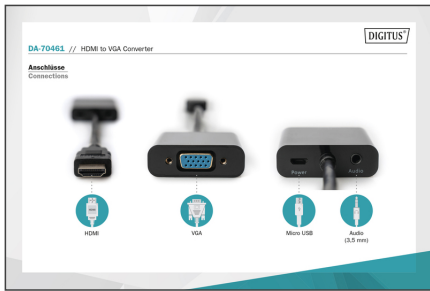 DIGITUS®
DA-70461 // HDMI to VGA Converter
Anschlüsse
Connections
Power
Audio
HDMI
VGA
Micro USB
Audio
(3,5 mm)